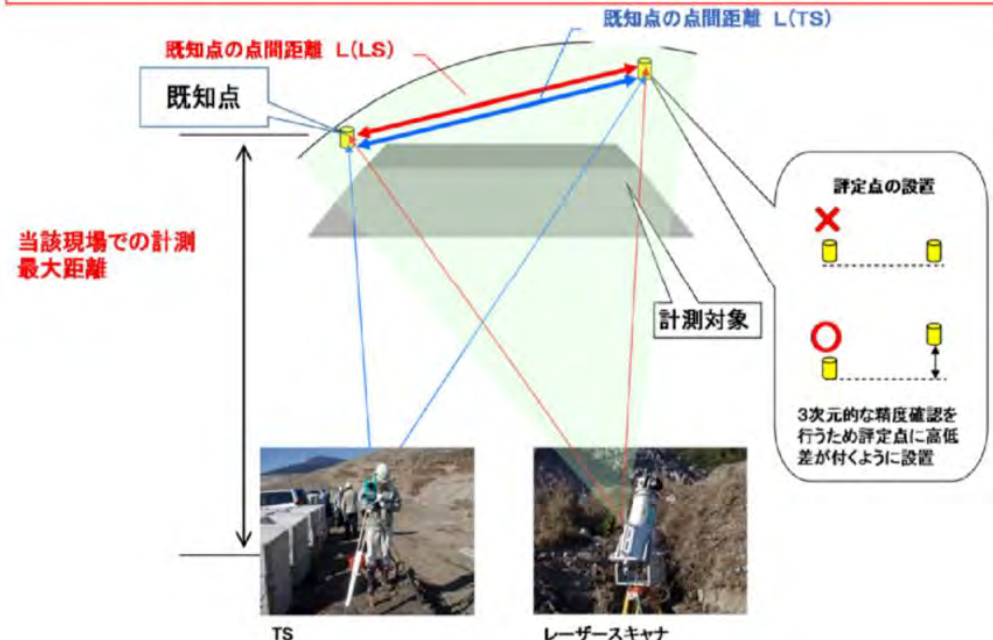 既知点の点間距離 L(TS)
既知点の点間距離 L(LS)
既知点
当該現場での計測
最大距離
計測対象
評定点の設置
3次元的な精度確認を
行うため評定点に高低
差が付くように設置
TS
レーザースキャナ